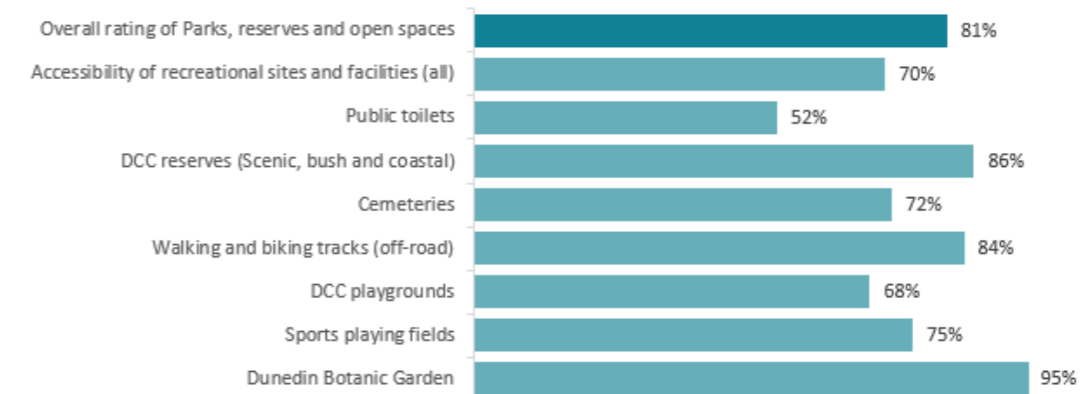 Overall rating of Parks, reserves and open spaces 81%
Accessibility of recreational sites and facilities (all) 70%
Public toilets 52%
DCC reserves (Scenic, bush and coastal) 86%
Cemeteries 72%
Walking and biking tracks (off-road) 84%
DCC playgrounds 68%
Sports playing fields 75%
Dunedin Botanic Garden 95%